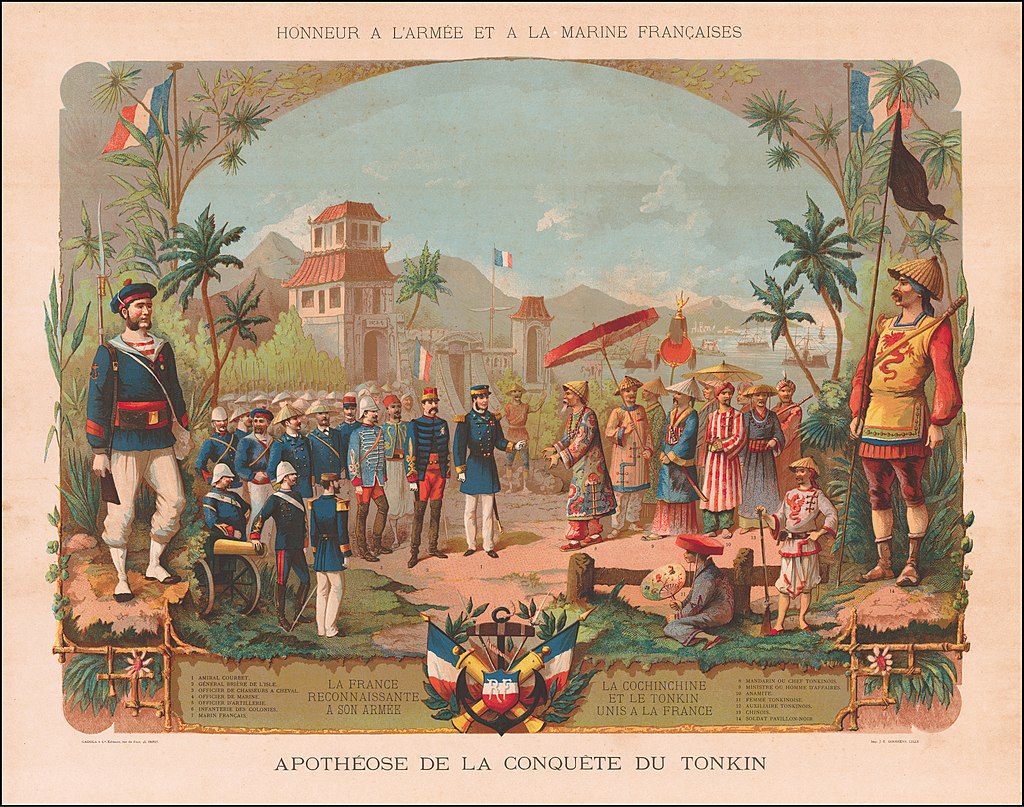 HONNEUR A L'ARMÉE ET A LA MARINE FRANÇAISES
1 AMIRAL COURBET.
2 GÉNÉRAL BRIÈRE DE L'ISLE.
3 OFFICIER DE CHASSEURS A CHEVAL.
4 OFFICIER DE MARINE.
5 OFFICIER D'ARTILLERIE.
6 INFANTERIE DES COLONIES.
7 MARIN FRANÇAIS.
LA FRANCE
RECONNAISSANTE
A SON ARMÉE
RF
LA COCHINCHINE
ET LE TONKIN
UNIS A LA FRANCE
8 MANDARIN OU CHEF TONKINOIS.
9 MINISTRE OU HOMME D'AFFAIRES.
10 ANAMITE.
11 FEMME TONKINOISE.
12 AUXILIAIRE TONKINOIS.
13 CHINOIS.
14 SOLDAT PAVILLON-NOIR
LILLE
APOTHÉOSE DE LA CONQUÊTE DU TONKIN